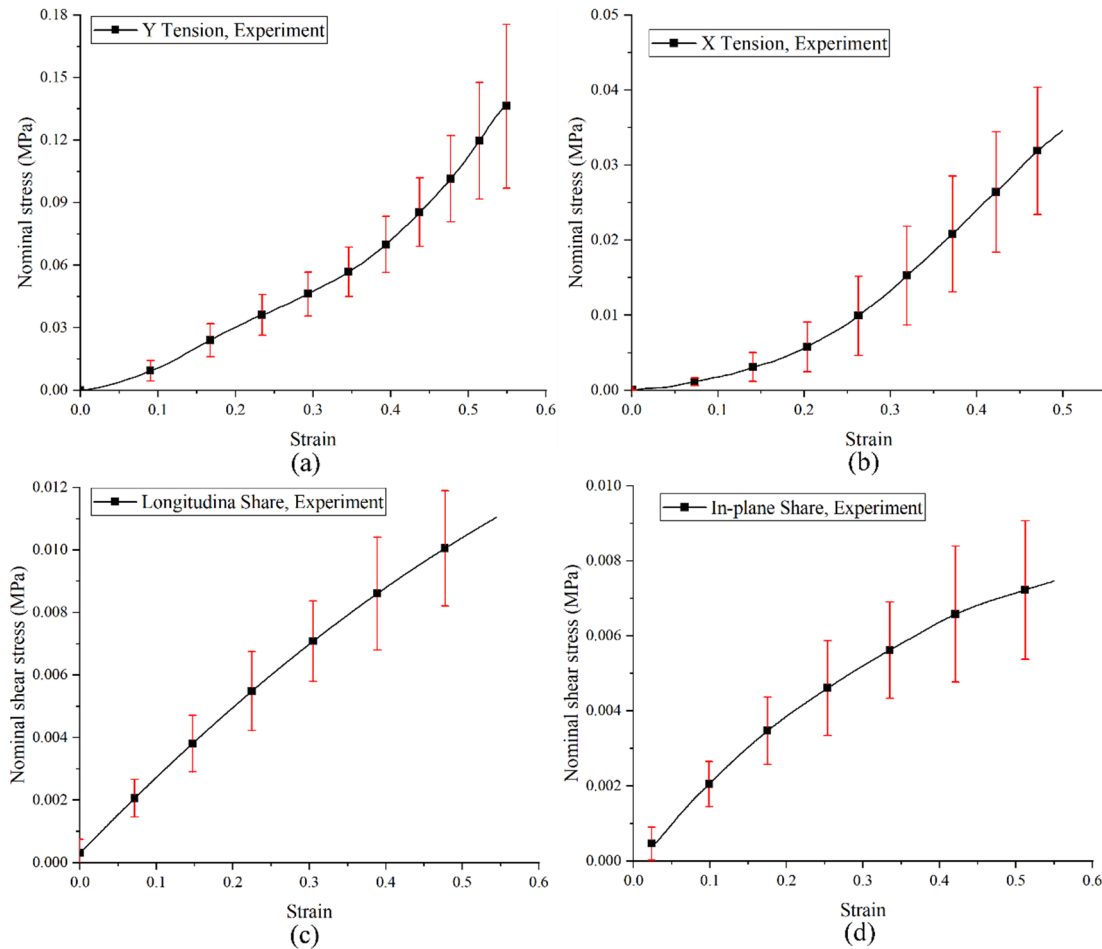 Y Tension, Experiment
Nominal stress (MPa)
0.18
0.15
0.12
0.09
0.06
0.03
0.00
0.0 0.1 0.2 0.3 0.4 0.5 0.6
Strain
(a)
X Tension, Experiment
Nominal stress (MPa)
0.05
0.04
0.03
0.02
0.01
0.00
0.0 0.1 0.2 0.3 0.4 0.5
Strain
(b)
Longitudina Share, Experiment
Nominal shear stress (MPa)
0.012
0.010
0.008
0.006
0.004
0.002
0.000
0.0 0.1 0.2 0.3 0.4 0.5 0.6
Strain
(c)
In-plane Share, Experiment
Nominal shear stress (MPa)
0.010
0.008
0.006
0.004
0.002
0.000
0.0 0.1 0.2 0.3 0.4 0.5 0.6
Strain
(d)